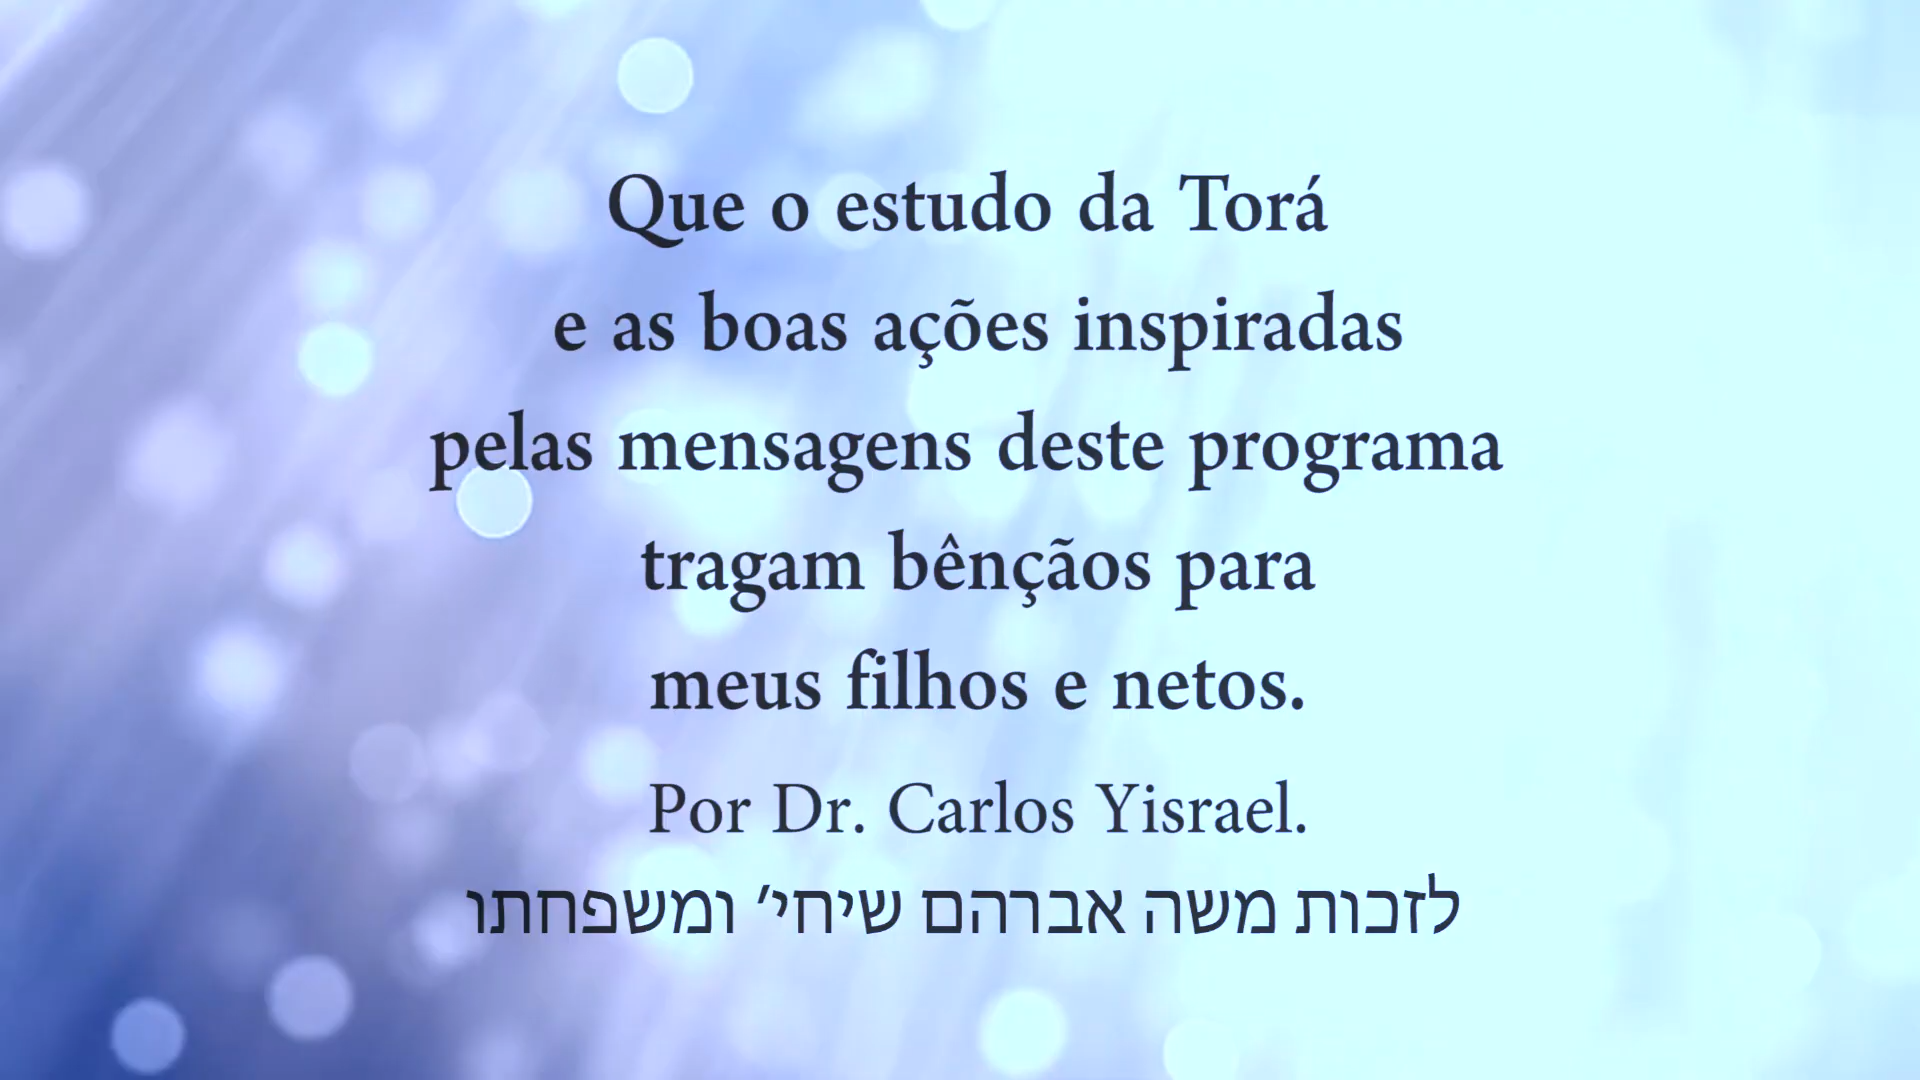 Que o estudo da Torá
e as boas ações inspiradas
pelas mensagens deste programa
tragam bênçãos para
meus filhos e netos.
Por Dr. Carlos Yisrael.
לזכות משה אברהם שיחי׳ ומשפחתו